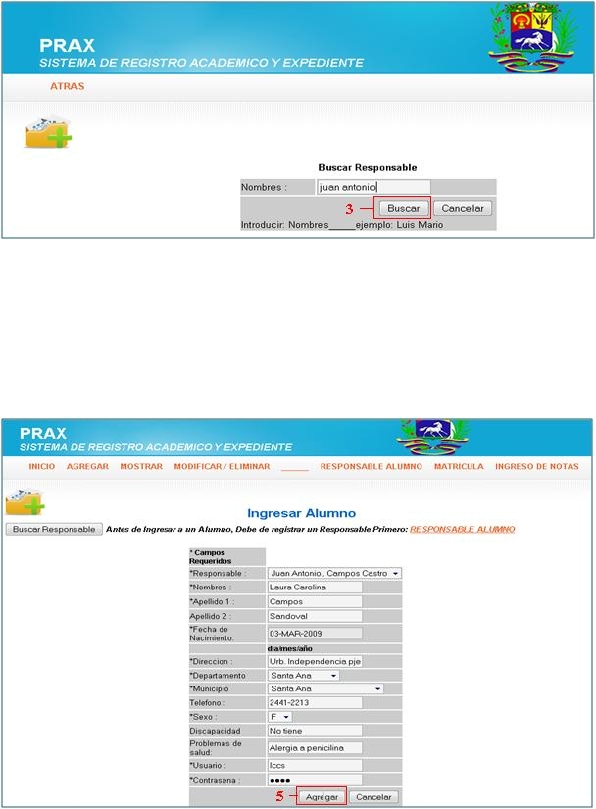 PRAX
SISTEMA DE REGISTRO ACADEMICO Y EXPEDIENTE
ATRAS
Buscar Responsable
Nombres : juan antonio
3 Buscar Cancelar
Introducir: Nombres_____ejemplo: Luis Mario
PRAX
SISTEMA DE REGISTRO ACADEMICO Y EXPEDIENTE
INICIO AGREGAR MOSTRAR MODIFICAR / ELIMINAR ______ RESPONSABLE ALUMNO MATRICULA INGRESO DE NOTAS
Ingresar Alumno
Buscar Responsable Antes de Ingresar a un Alumno, Debe de registrar un Responsable Primero: RESPONSABLE ALUMNO
* Campos
Requeridos
*Responsable : Juan Antonio, Campos Castro
*Nombres : Laura Carolina
*Apellido 1 : Campos
Apellido 2 : Sandoval
*Fecha de
Nacimiento: 03-MAR-2009
dia/mes/año
*Direccion : Urb. Independencia pje
*Departamento Santa Ana
*Municipio Santa Ana
Telefono : 2441-2213
*Sexo : F
Discapacidad No tiene
Problemas de
salud: Alergia a penicilina
*Usuario : lccs
*Contrasena : ●●●●
5 Agregar Cancelar